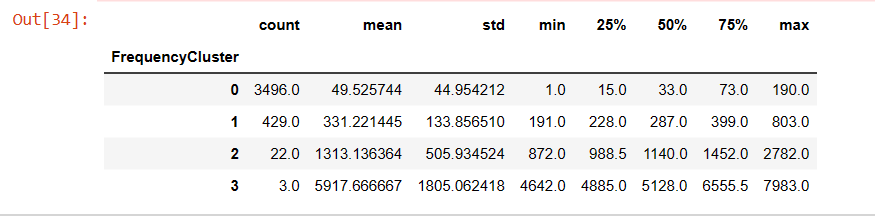 Out[34]:
count mean std min 25% 50% 75% max
FrequencyCluster
0 3496.0 49.525744 44.954212 1.0 15.0 33.0 73.0 190.0
1 429.0 331.221445 133.856510 191.0 228.0 287.0 399.0 803.0
2 22.0 1313.136364 505.934524 872.0 988.5 1140.0 1452.0 2782.0
3 3.0 5917.666667 1805.062418 4642.0 4885.0 5128.0 6555.5 7983.0